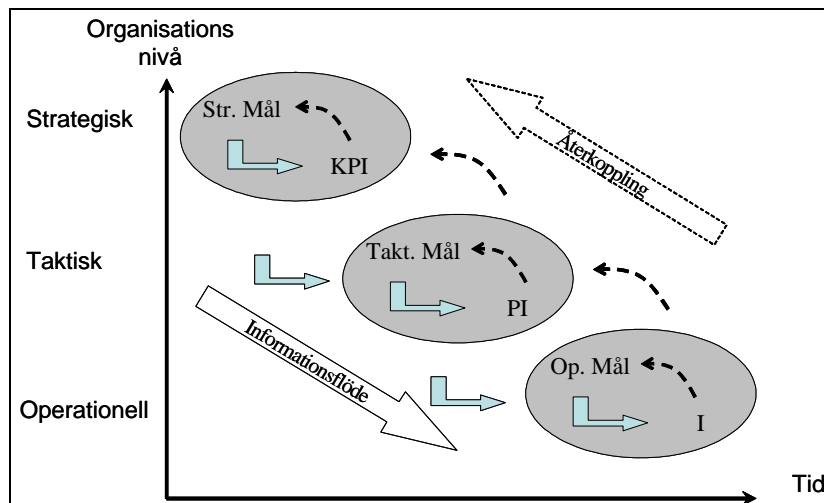 Organisations
nivå
Strategisk
Str. Mål
KPI
Återkoppling
Taktisk
Takt. Mål
PI
Informationsflöde
Op. Mål
I
Operationell
Tid